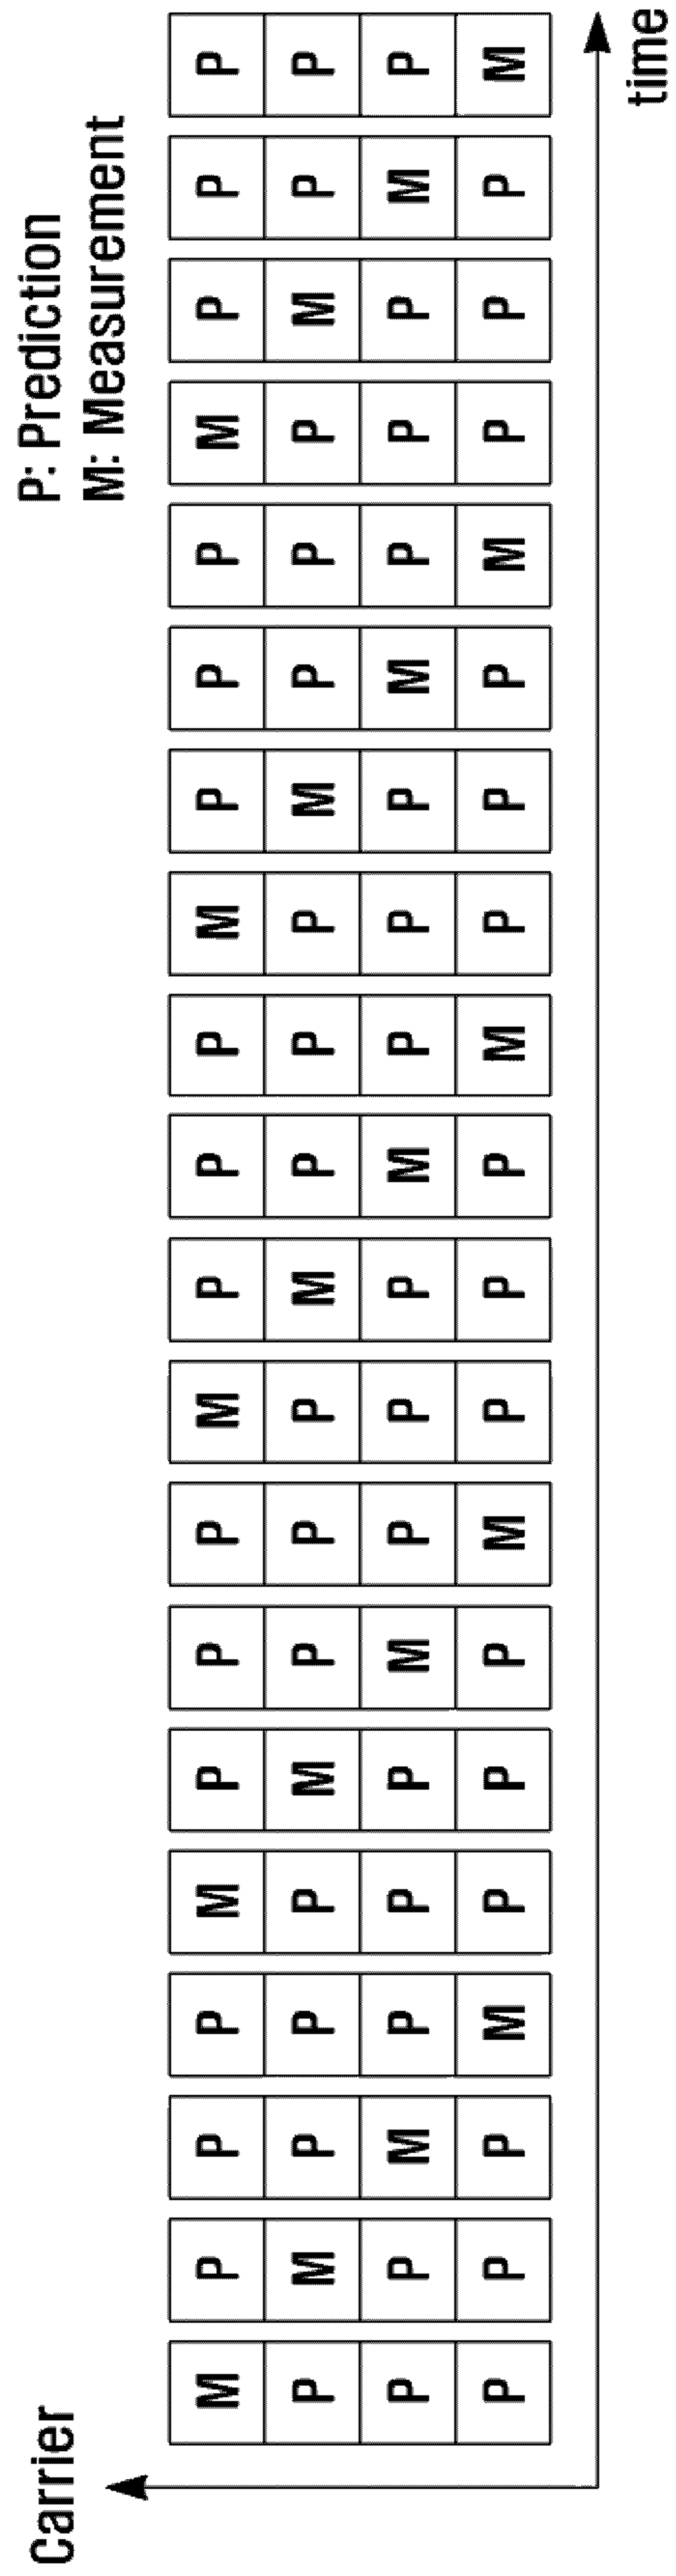 Carrier
P: Prediction
M: Measurement
M P P P M P P P M P P P M P P P M P P P
P M P P P M P P P M P P P M P P P M P P
P P M P P P M P P P M P P P M P P P M P
P P P M P P P M P P P M P P P M P P P M
time